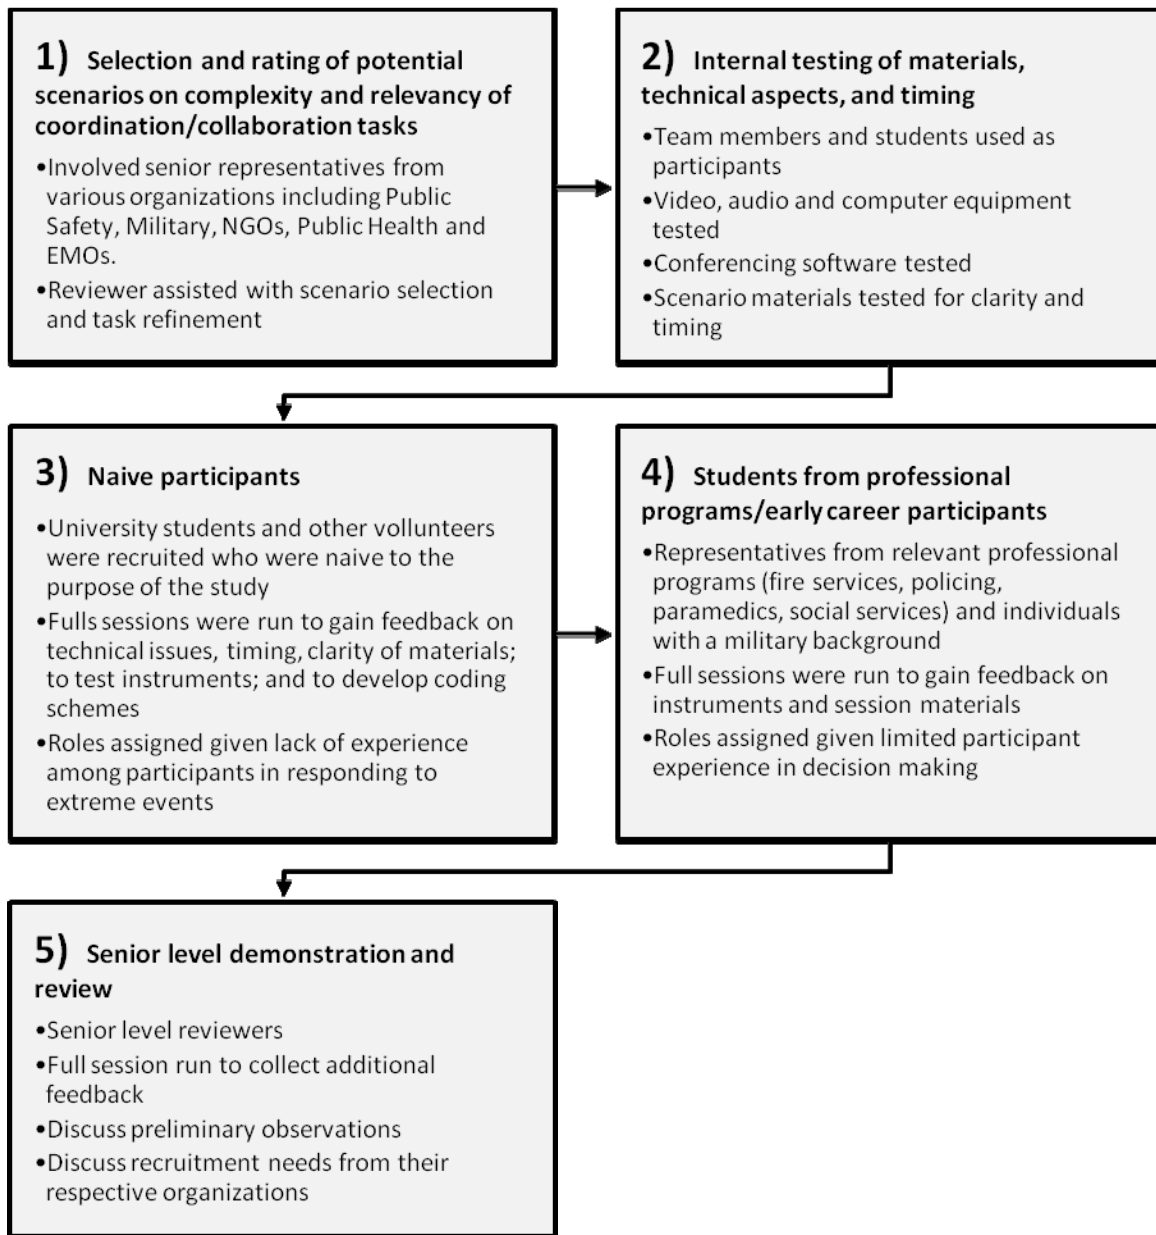 1) Selection and rating of potential
scenarios on complexity and relevancy of
coordination/collaboration tasks
•Involved senior representatives from
various organizations including Public
Safety, Military, NGOs, Public Health and
EMOs.
•Reviewer assisted with scenario selection
and task refinement
2) Internal testing of materials,
technical aspects, and timing
•Team members and students used as
participants
•Video, audio and computer equipment
tested
•Conferencing software tested
•Scenario materials tested for clarity and
timing
3) Naive participants
•University students and other vollunteers
were recruited who were naive to the
purpose of the study
•Fulls sessions were run to gain feedback on
technical issues, timing, clarity of materials;
to test instruments; and to develop coding
schemes
•Roles assigned given lack of experience
among participants in responding to
extreme events
4) Students from professional
programs/early career participants
•Representatives from relevant professional
programs (fire services, policing,
paramedics, social services) and individuals
with a military background
•Full sessions were run to gain feedback on
instruments and session materials
•Roles assigned given limited participant
experience in decision making
5) Senior level demonstration and
review
•Senior level reviewers
•Full session run to collect additional
feedback
•Discuss preliminary observations
•Discuss recruitment needs from their
respective organizations